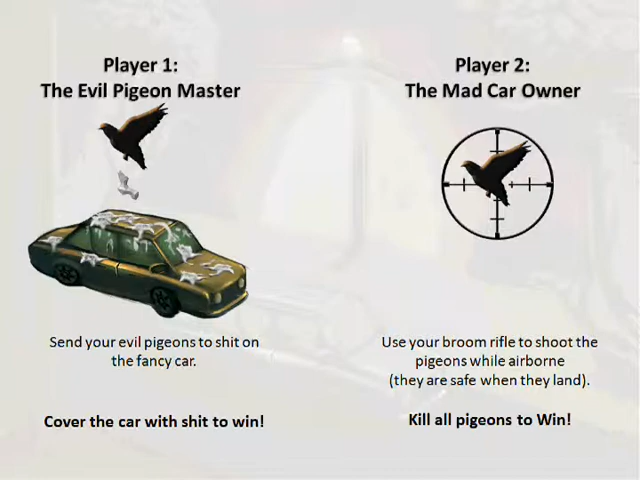 Player 1:
The Evil Pigeon Master
Send your evil pigeons to shit on
the fancy car.
Cover the car with shit to win!
Player 2:
The Mad Car Owner
Use your broom rifle to shoot the
pigeons while airborne
(they are safe when they land).
Kill all pigeons to Win!